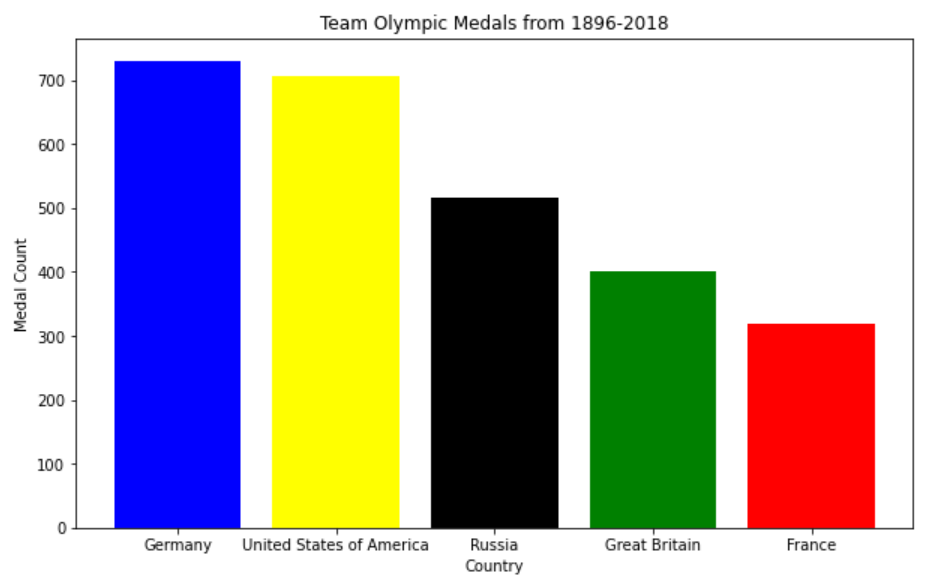 Team Olympic Medals from 1896-2018
700
600
500
400
300
200
100
0
Medal Count
Germany United States of America Russia Great Britain France
Country